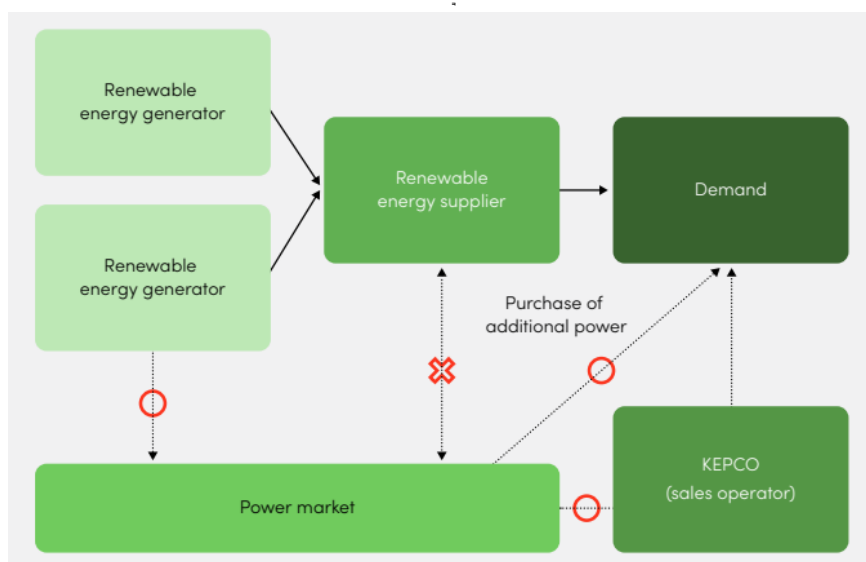 Renewable
energy generator
Renewable
energy supplier
Demand
Renewable
energy generator
Purchase of
additional power
KEPCO
(sales operator)
Power market